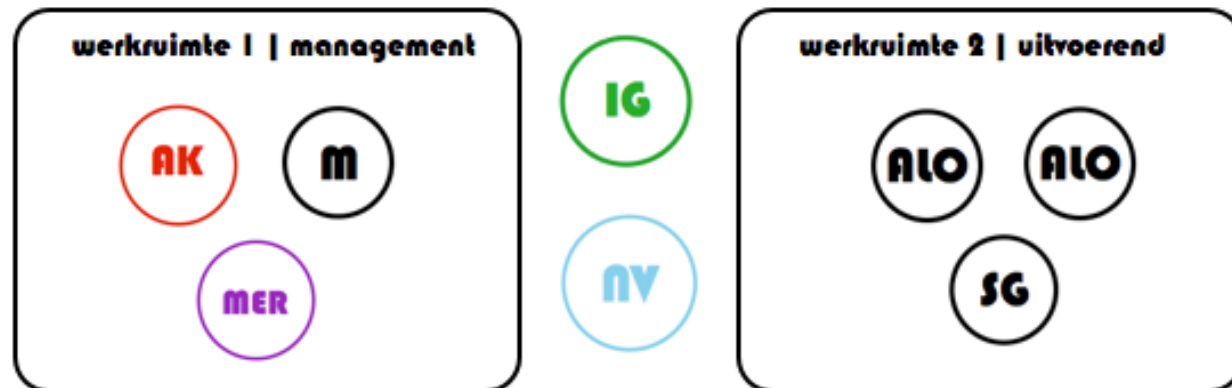 werkruimte 1 | management
AK
M
MER
IG
NV
werkruimte 2 | uitvoerend
ALO
ALO
SG